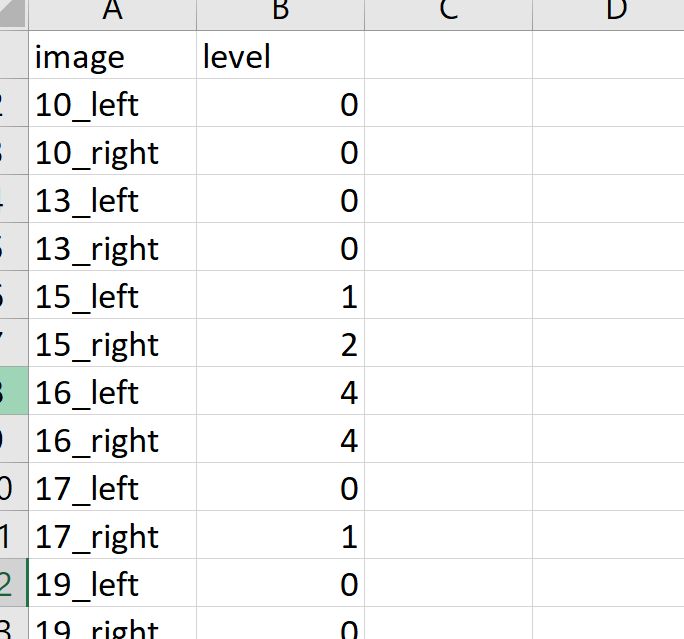 A B C D
image level
2 10_left 0
3 10_right 0
4 13_left 0
5 13_right 0
6 15_left 1
7 15_right 2
8 16_left 4
9 16_right 4
0 17_left 0
1 17_right 1
2 19_left 0
3 19_right 0